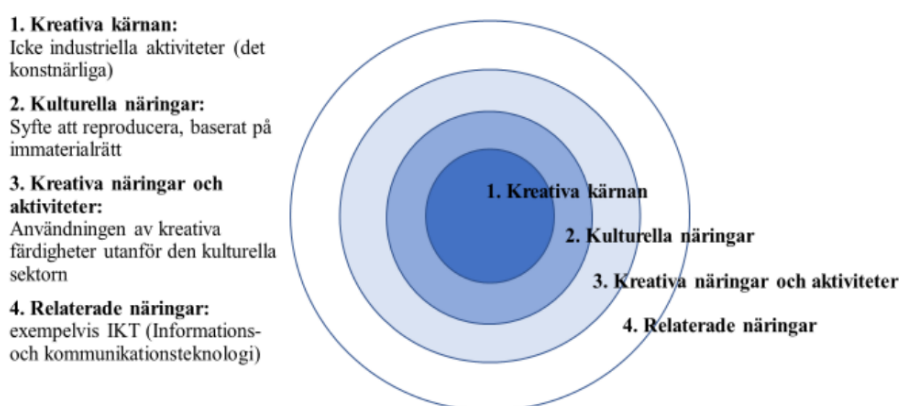 1. Kreativa kärnan:
Icke industriella aktiviteter (det
konstnärliga)
2. Kulturella näringar:
Syfte att reproducera, baserat på
immaterialrätt
3. Kreativa näringar och
aktiviteter:
Användningen av kreativa
färdigheter utanför den kulturella
sektorn
4. Relaterade näringar:
exempelvis IKT (Informations-
och kommunikationsteknologi)
1. Kreativa kärnan
2. Kulturella näringar
3. Kreativa näringar och aktiviteter
4. Relaterade näringar